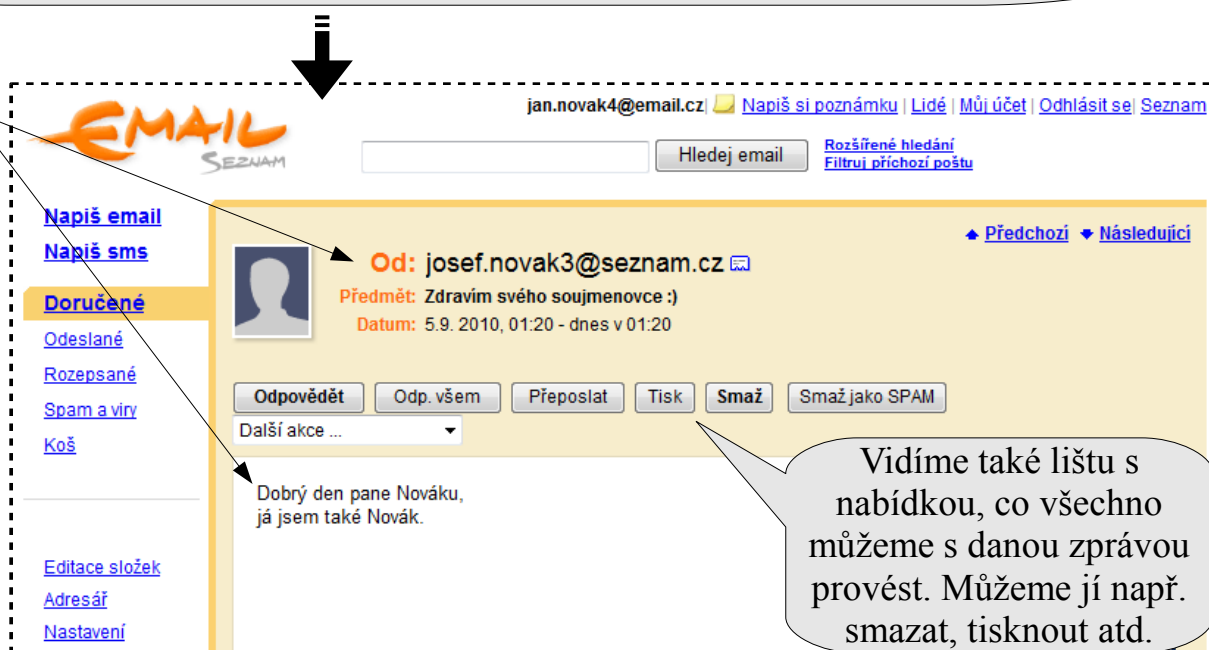 EMAIL
SEZNAM
jan.novak4@email.cz| Napiš si poznámku | Lidé | Můj účet | Odhlásit se| Seznam
Hledej email
Rozšířené hledání
Filtruj příchozí poštu
Napiš email
Napiš sms
Doručené
Odeslané
Rozepsané
Spam a viry
Koš
Editace složek
Adresář
Nastavení
Předchozí Následující
Od: josef.novak3@seznam.cz
Předmět: Zdravím svého soujmenovce :)
Datum: 5.9. 2010, 01:20 - dnes v 01:20
Odpovědět Odp. všem Přeposlat Tisk Smaž Smaž jako SPAM
Další akce ...
Dobrý den pane Nováku,
já jsem také Novák.
Vidíme také lištu s
nabídkou, co všechno
můžeme s danou zprávou
provést. Můžeme jí např.
smazat, tisknout atd.